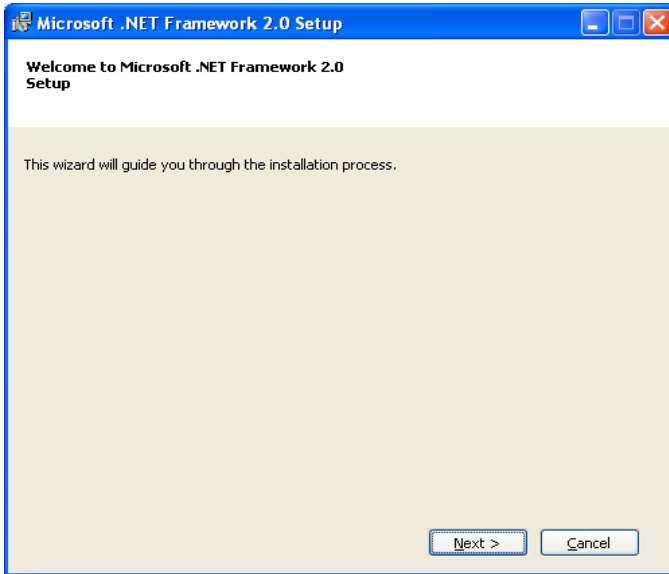 Microsoft .NET Framework 2.0 Setup
Welcome to Microsoft .NET Framework 2.0
Setup
This wizard will guide you through the installation process.
Next >
Cancel